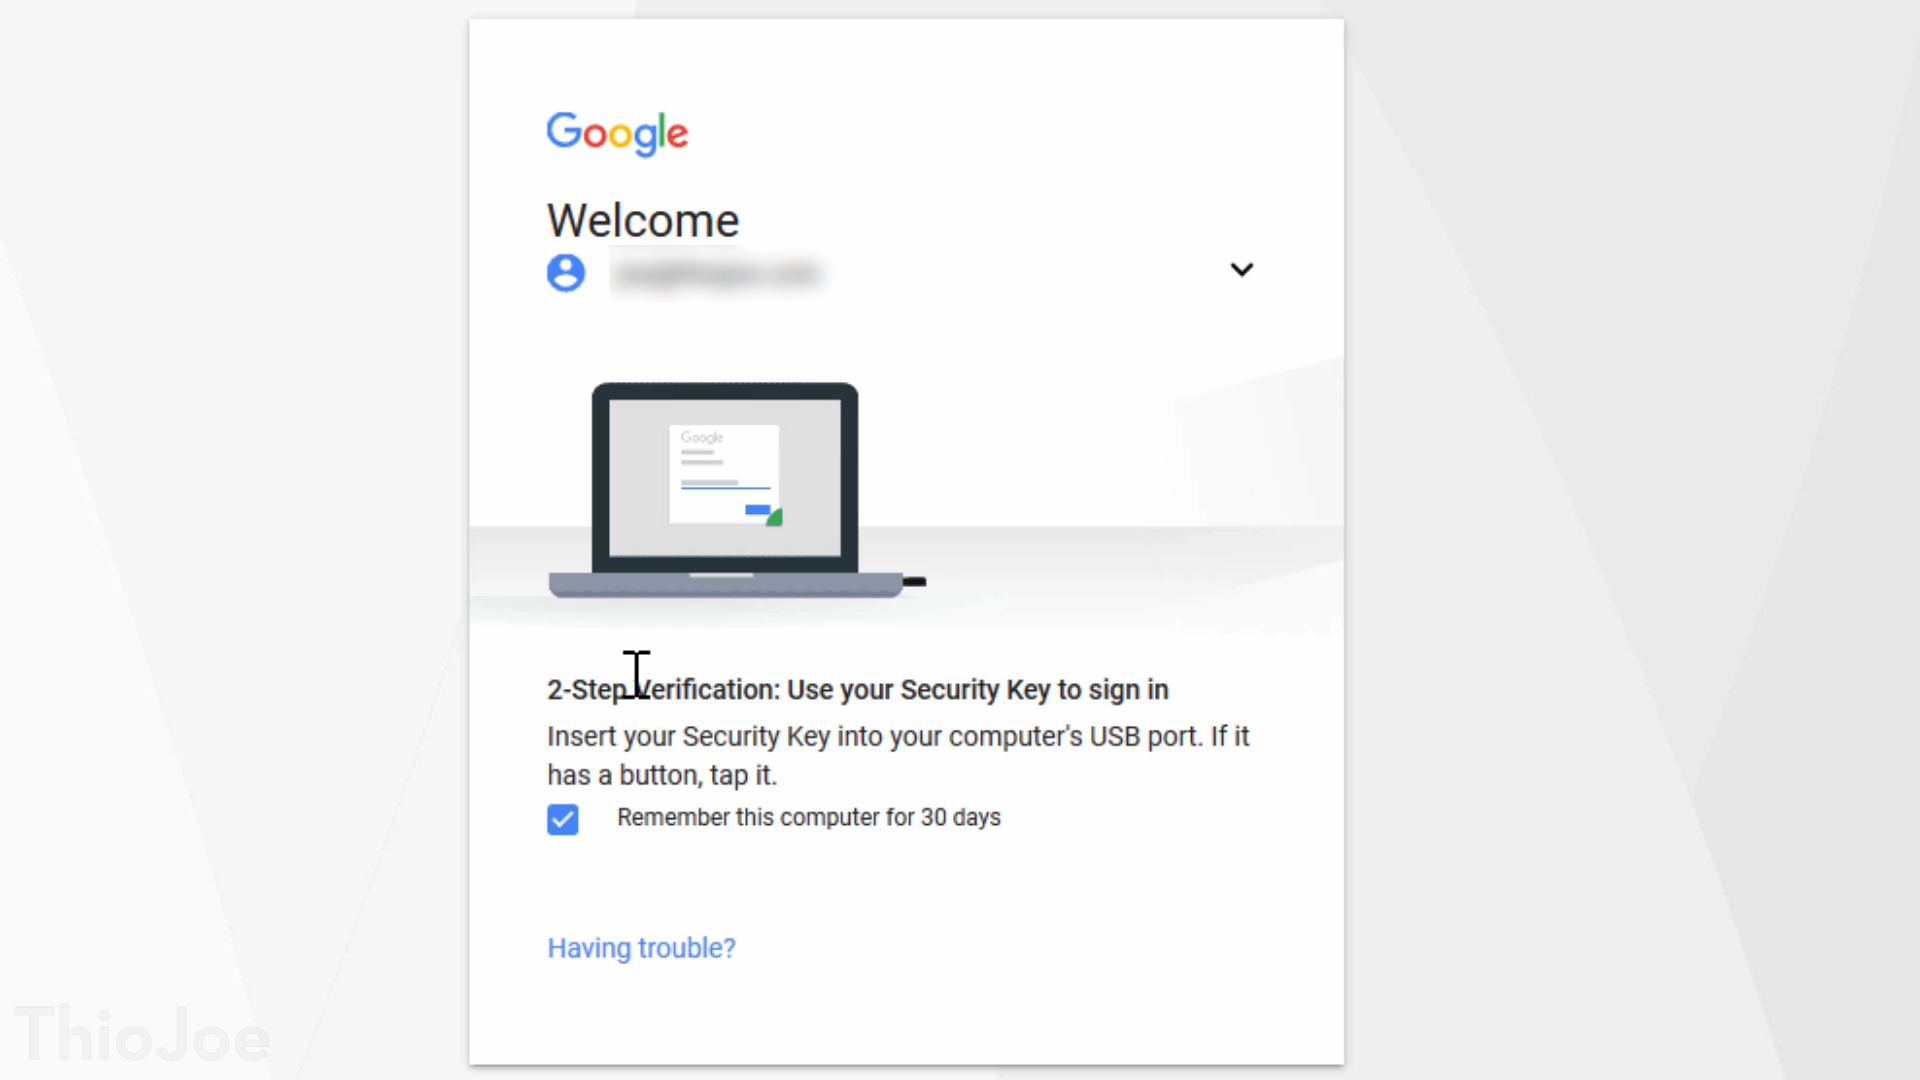 Google
Welcome
Google
2-Step Verification: Use your Security Key to sign in
Insert your Security Key into your computer's USB port. If it
has a button, tap it.
Remember this computer for 30 days
Having trouble?
ThioJoe